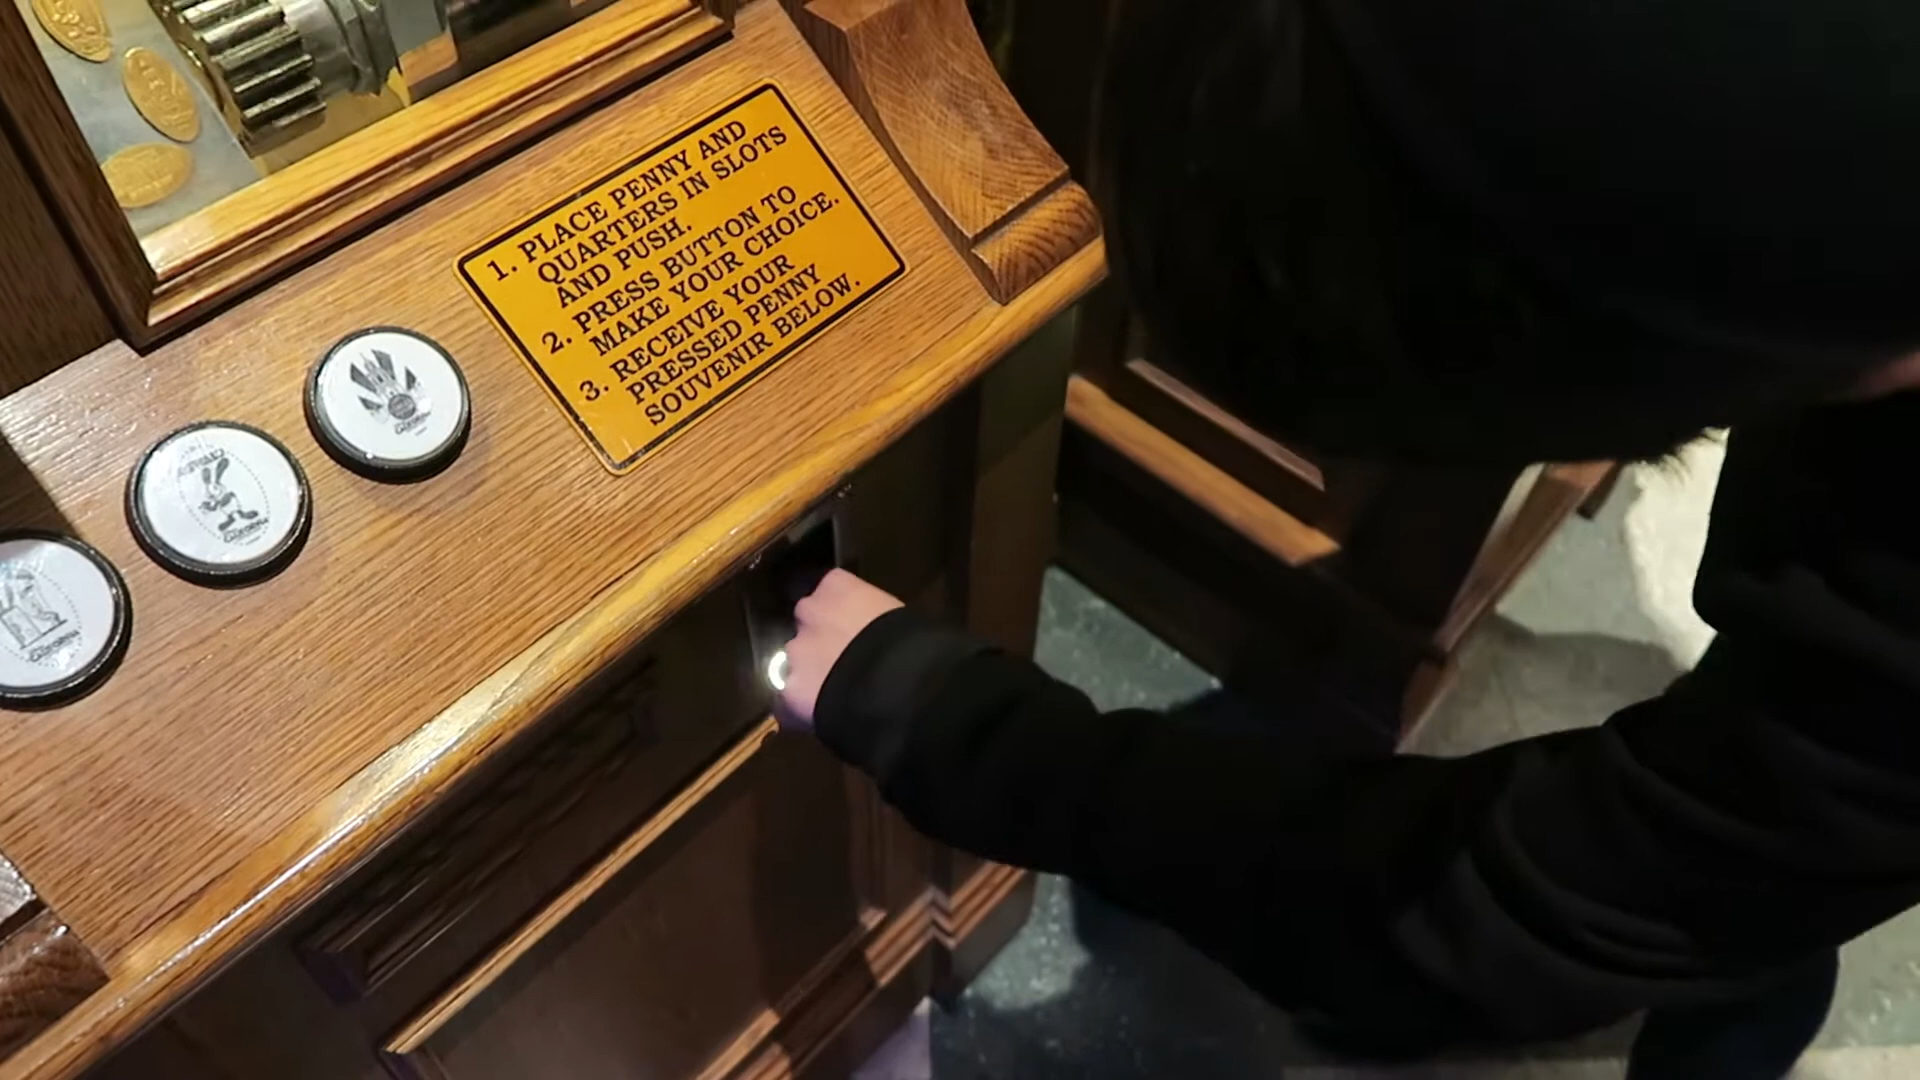 1. PLACE PENNY AND
QUARTERS IN SLOTS
AND PUSH.
2. PRESS BUTTON TO
MAKE YOUR CHOICE.
3. RECEIVE YOUR
PRESSED PENNY
SOUVENIR BELOW.